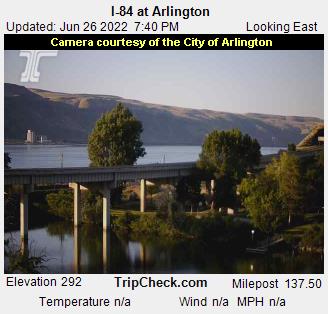 I-84 at Arlington
Updated: Jun 26 2022 7:40 PM Looking East
Camera courtesy of the City of Arlington
Elevation 292 TripCheck.com Milepost 137.50
Temperature n/a Wind n/a MPH n/a